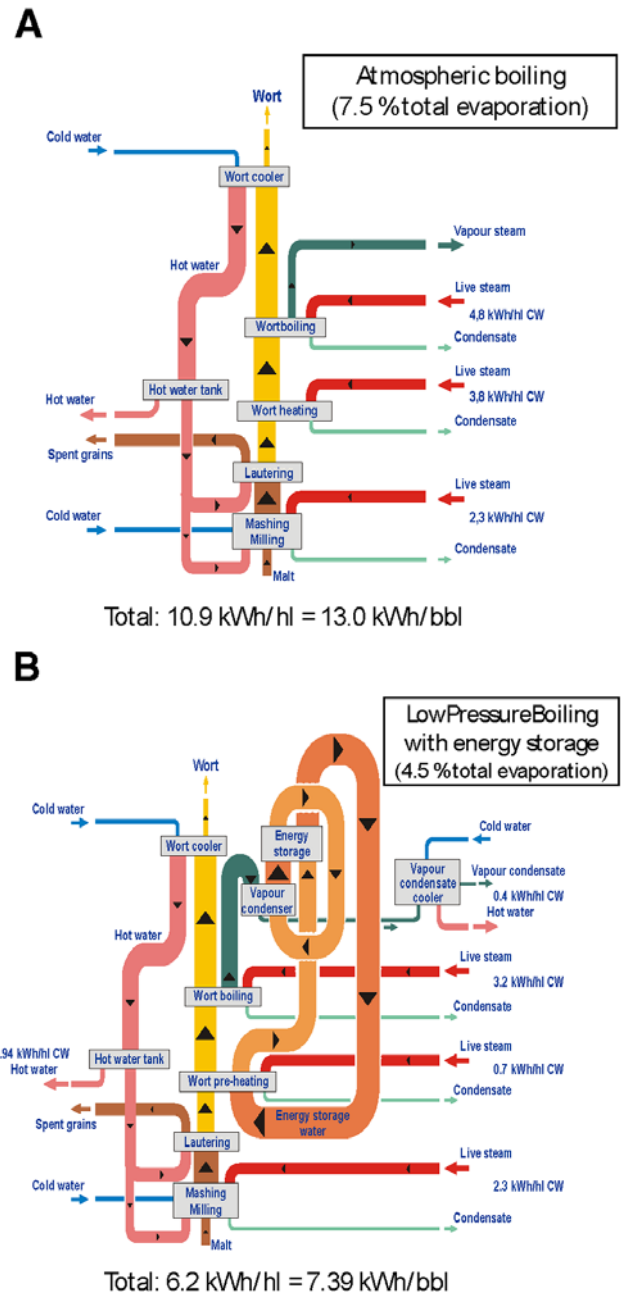 A
Atmospheric boiling
(7.5 % total evaporation)
Wort
Cold water
Wort cooler
Vapour steam
Hot water
Live steam
4,8 kWh/hl CW
Wortboiling
Condensate
Live steam
Hot water tank
3,8 kWh/hl CW
Hot water
Wort heating
Condensate
Spent grains
Lautering
Live steam
Cold water
Mashing
Milling
2,3 kWh/hl CW
Condensate
Malt
Total: 10.9 kWh/hl = 13.0 kWh/bbl
B
LowPressureBoiling
with energy storage
(4.5 % total evaporation)
Wort
Cold water
Cold water
Wort cooler
Energy
storage
Vapour
condensate
cooler
Vapour condensate
0.4 kWh/hl CW
Vapour
condenser
Hot water
Hot water
Live steam
3.2 kWh/hl CW
Wort boiling
Condensate
Live steam
.94 kWh/hl CW
Hot water
Hot water tank
0.7 kWh/hl CW
Wort pre-heating
Condensate
Spent grains
Energy storage
water
Lautering
Live steam
Cold water
Mashing
Milling
2.3 kWh/hl CW
Condensate
Malt
Total: 6.2 kWh/hl = 7.39 kWh/bbl